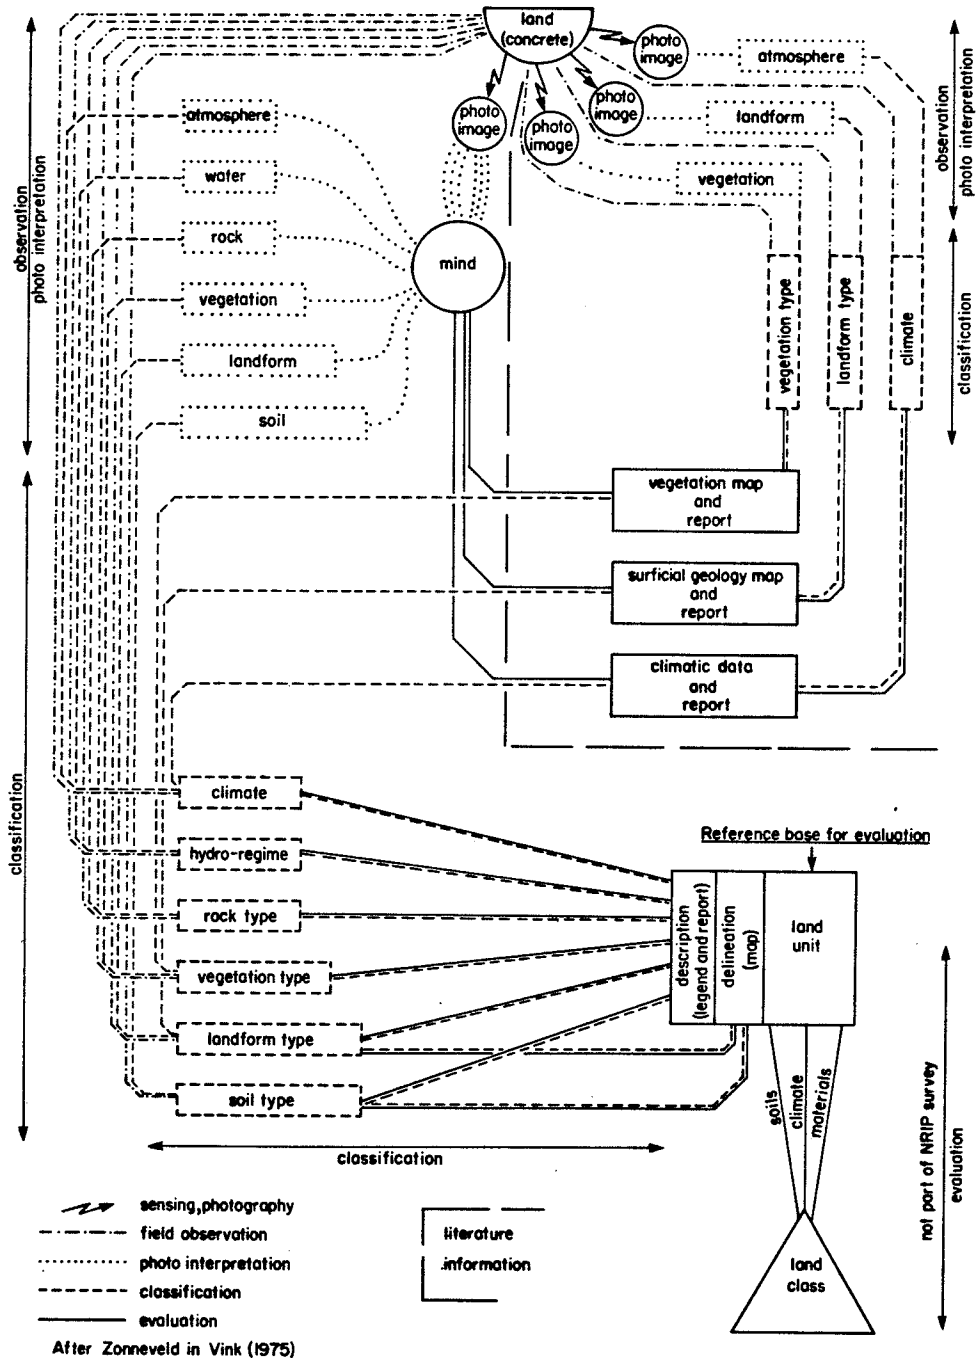 land
(concrete)
photo
image
atmosphere
photo
image
landform
photo
image
vegetation
photo
image
observation
photo interpretation
atmosphere
water
rock
vegetation
landform
soil
mind
observation
photo interpretation
vegetation type
landform type
climate
classification
vegetation map
and
report
surficial geology map
and
report
climatic data
and
report
classification
climate
hydro-regime
rock type
vegetation type
landform type
soil type
Reference base for evaluation
description
(legend and report)
delineation
(map)
land
unit
soils
climate
materials
not part of NRIP survey
evaluation
classification
land
class
sensing, photography
field observation
photo interpretation
classification
evaluation
literature
information
After Zonneveld in Vink (1975)